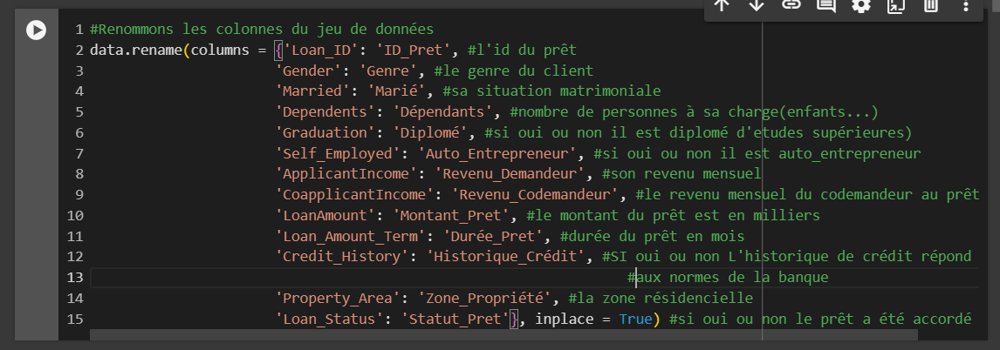 1 #Renommons les colonnes du jeu de données
2 data.rename(columns = {'Loan_ID': 'ID_Pret', #l'id du prêt
3 'Gender': 'Genre', #le genre du client
4 'Married': 'Marié', #sa situation matrimoniale
5 'Dependents': 'Dépendants', #nombre de personnes à sa charge(enfants...)
6 'Graduation': 'Diplomé', #si oui ou non il est diplomé d'etudes supérieures)
7 'Self_Employed': 'Auto_Entrepreneur', #si oui ou non il est auto_entrepreneur
8 'ApplicantIncome': 'Revenu_Demandeur', #son revenu mensuel
9 'CoapplicantIncome': 'Revenu_Codemandeur', #le revenu mensuel du codemandeur au prêt
10 'LoanAmount': 'Montant_Pret', #le montant du prêt est en milliers
11 'Loan_Amount_Term': 'Durée_Pret', #durée du prêt en mois
12 'Credit_History': 'Historique_Crédit', #SI oui ou non L'historique de crédit répond
13 #aux normes de la banque
14 'Property_Area': 'Zone_Propriété', #la zone résidencielle
15 'Loan_Status': 'Statut_Pret'}, inplace = True) #si oui ou non le prêt a été accordé